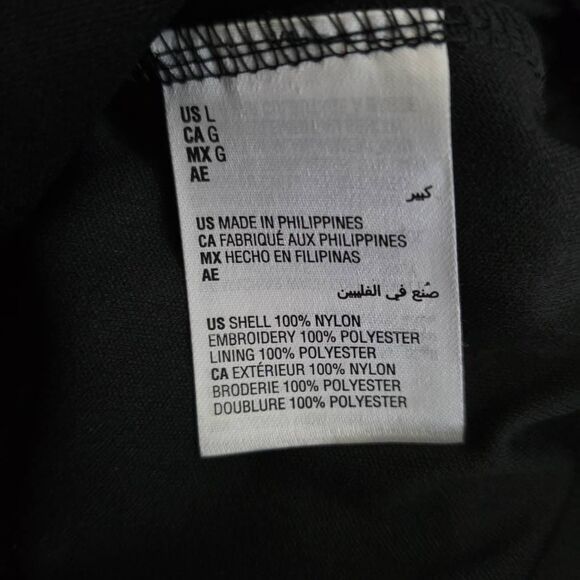 US L
CA G
MX G
AE
كبير
US MADE IN PHILIPPINES
CA FABRIQUÉ AUX PHILIPPINES
MX HECHO EN FILIPINAS
AE
صُنع في الفلبين
US SHELL 100% NYLON
EMBROIDERY 100% POLYESTER
LINING 100% POLYESTER
CA EXTÉRIEUR 100% NYLON
BRODERIE 100% POLYESTER
DOUBLURE 100% POLYESTER